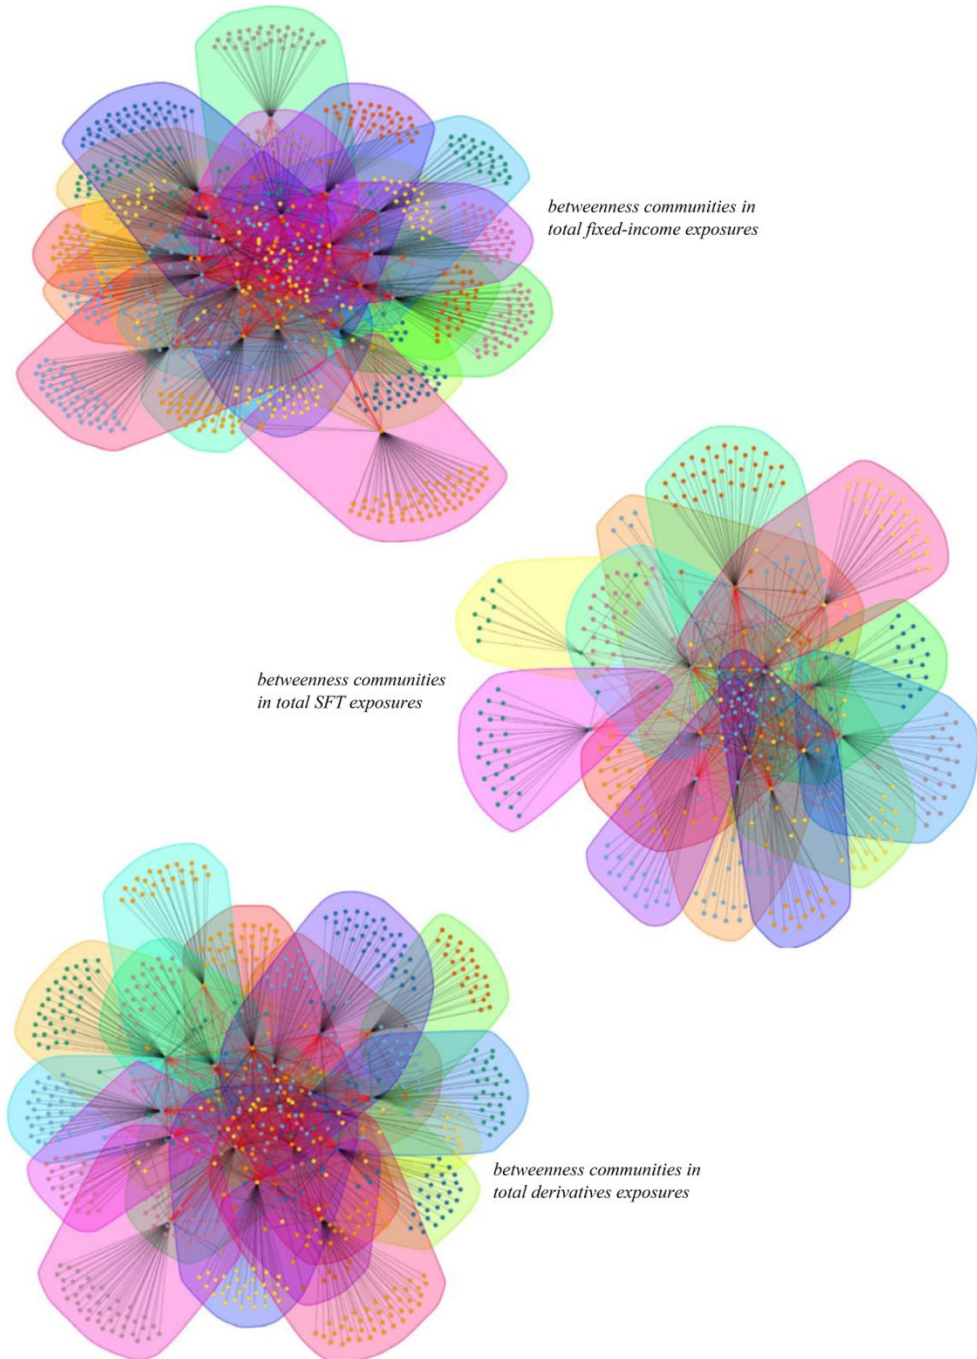 betweenness communities in
total fixed-income exposures
betweenness communities
in total SFT exposures
betweenness communities in
total derivatives exposures